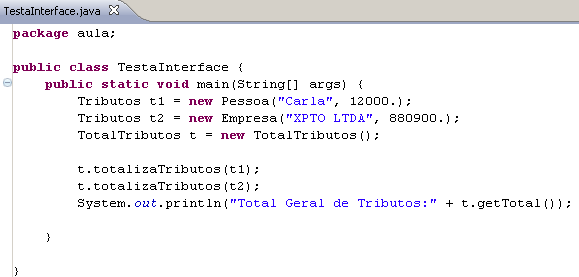 TestaInterface.java
package aula;
public class TestaInterface {
public static void main(String[] args) {
Tributos t1 = new Pessoa("Carla", 12000.);
Tributos t2 = new Empresa("XPTO LTDA", 880900.);
TotalTributos t = new TotalTributos();
t.totalizaTributos(t1);
t.totalizaTributos(t2);
System.out.println("Total Geral de Tributos:" + t.getTotal());
}
}